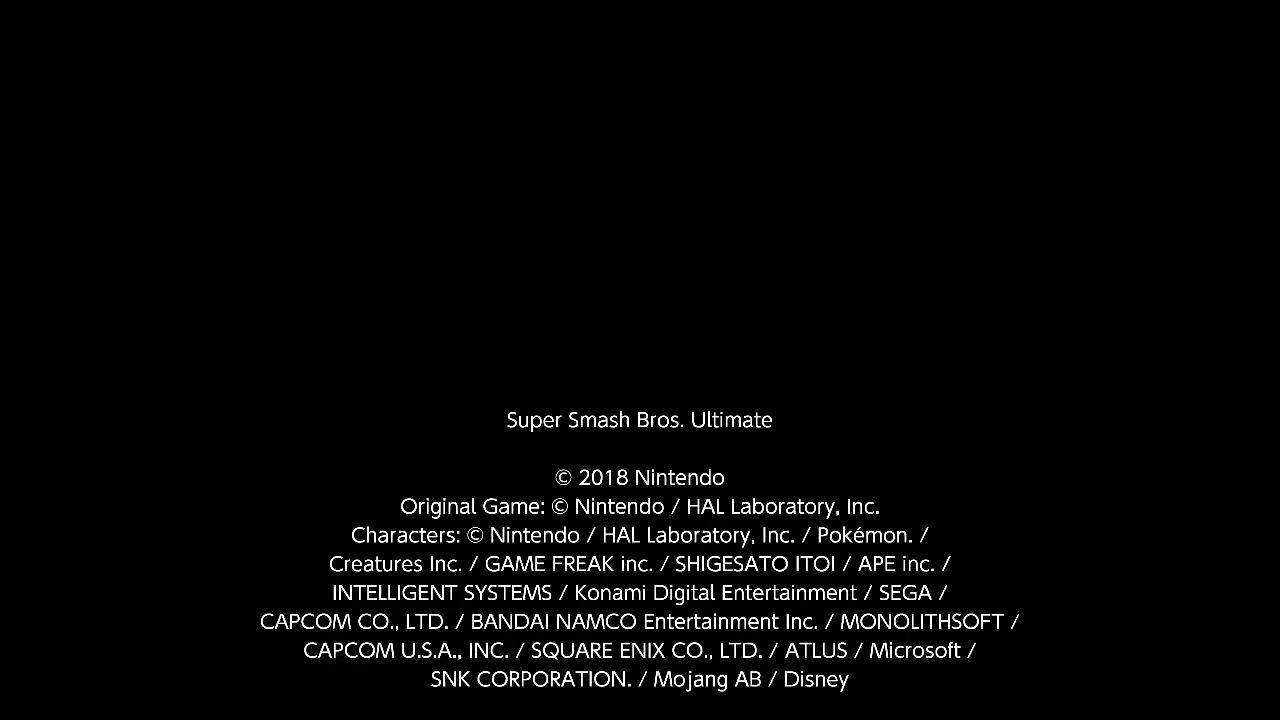 Super Smash Bros. Ultimate
© 2018 Nintendo
Original Game: © Nintendo / HAL Laboratory, Inc.
Characters: © Nintendo / HAL Laboratory, Inc. / Pokémon. /
Creatures Inc. / GAME FREAK inc. / SHIGESATO ITOI / APE inc. /
INTELLIGENT SYSTEMS / Konami Digital Entertainment / SEGA /
CAPCOM CO., LTD. / BANDAI NAMCO Entertainment Inc. / MONOLITHSOFT /
CAPCOM U.S.A., INC. / SQUARE ENIX CO., LTD. / ATLUS / Microsoft /
SNK CORPORATION. / Mojang AB / Disney